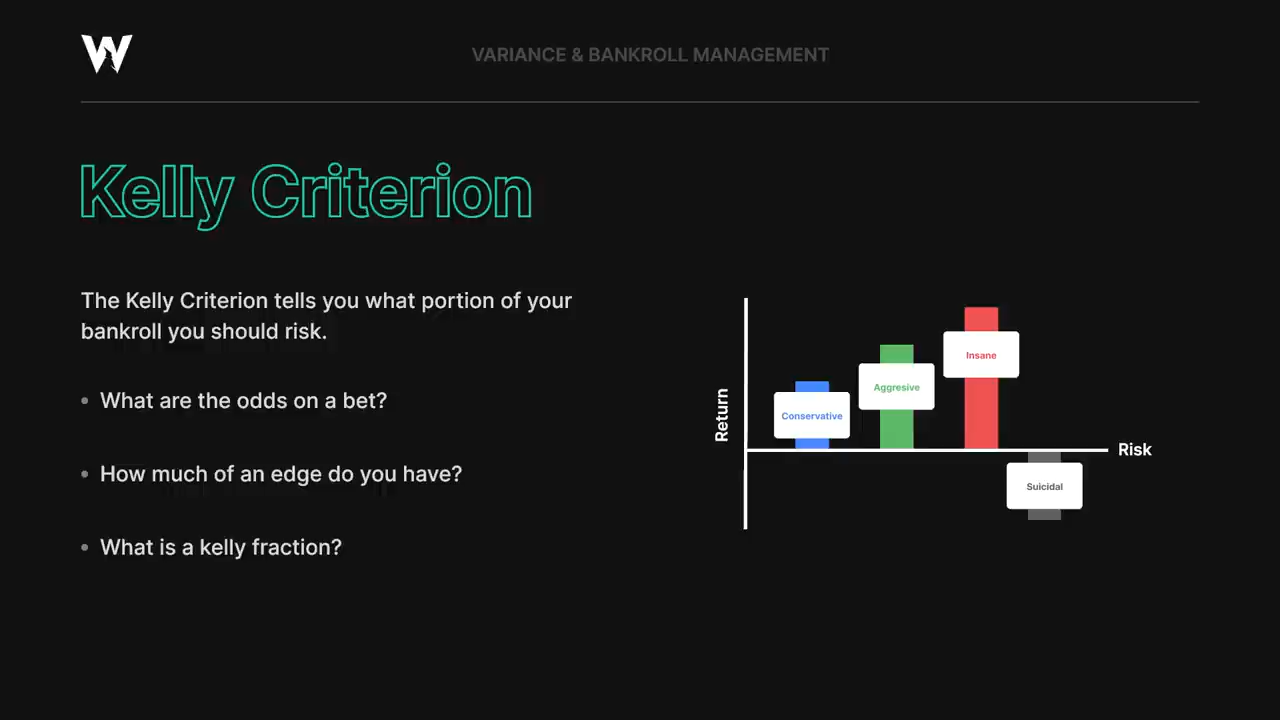 W
VARIANCE & BANKROLL MANAGEMENT
Kelly Criterion
The Kelly Criterion tells you what portion of your
bankroll you should risk.
• What are the odds on a bet?
• How much of an edge do you have?
• What is a kelly fraction?
Return
Conservative
Aggresive
Insane
Risk
Suicidal